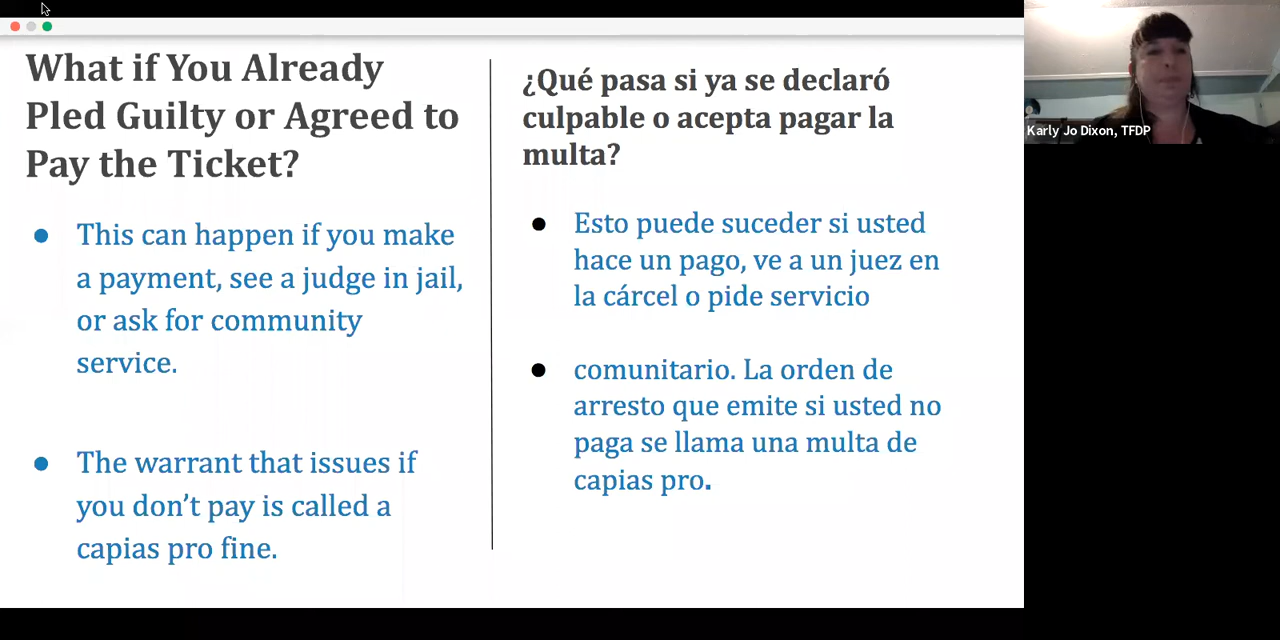 What if You Already
Pled Guilty or Agreed to
Pay the Ticket?
● This can happen if you make
a payment, see a judge in jail,
or ask for community
service.
● The warrant that issues if
you don’t pay is called a
capias pro fine.
¿Qué pasa si ya se declaró
culpable o acepta pagar la
multa?
● Esto puede suceder si usted
hace un pago, ve a un juez en
la cárcel o pide servicio
● comunitario. La orden de
arresto que emite si usted no
paga se llama una multa de
capias pro.
Karly Jo Dixon, TFDP